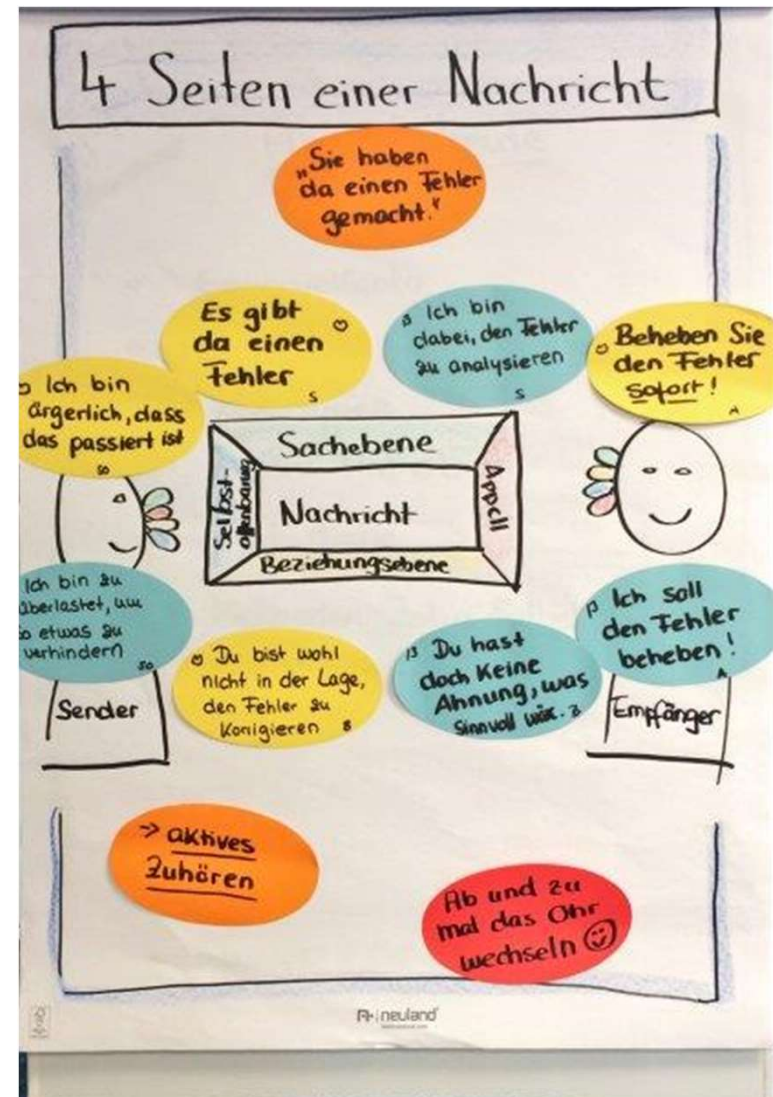 4 Seiten einer Nachricht
„Sie haben
da einen Fehler
gemacht."
Es gibt
da einen
Fehler
S
Ich bin
dabei, den Fehler
zu analysieren
S
Beheben Sie
den Fehler
sofort!
A
Ich bin
ärgerlich, dass
das passiert ist
SO
Sachebene
Selbst-
offenbarung
Nachricht
Appell
Beziehungsebene
Ich bin zu
überlastet, um
so etwas zu
verhindern
SO
Du bist wohl
nicht in der Lage,
den Fehler zu
Korrigieren
B
Du hast
doch Keine
Ahnung, was
Sinnvoll wär.
B
Ich soll
den Fehler
beheben!
A
Sender
Empfänger
-> aktives
Zuhören
Ab und zu
mal das Ohr
wechseln
neuland